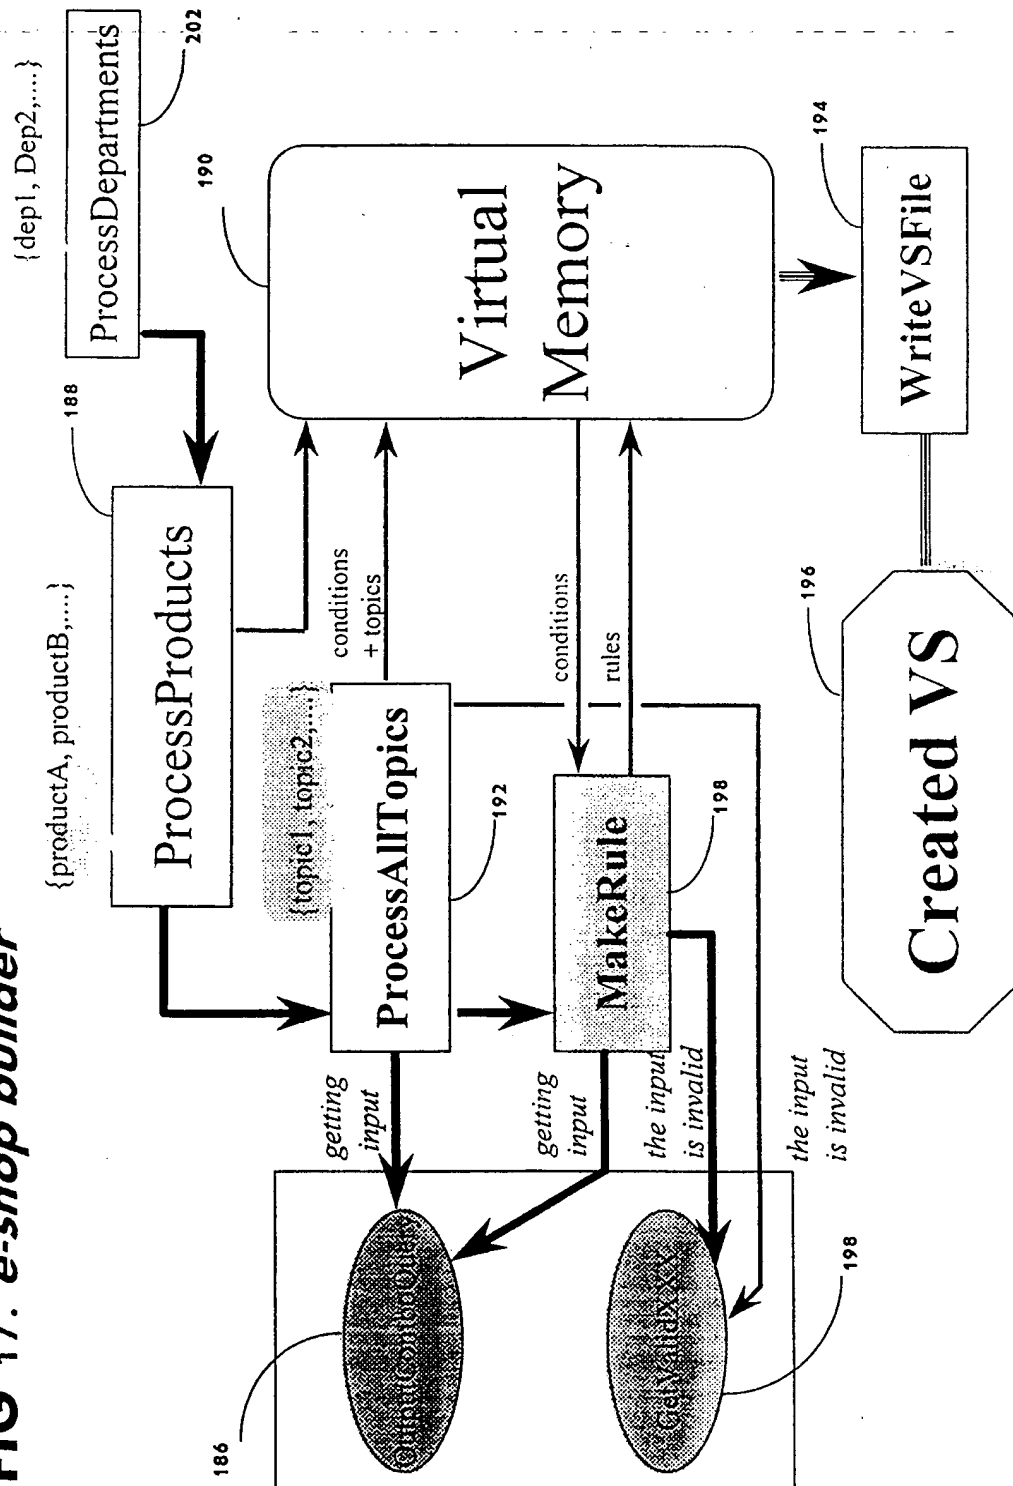 FIG 17. e-shop builder
{dep1, Dep2,....}
ProcessDepartments
202
{productA, productB,....}
188
ProcessProducts
190
Virtual
Memory
{topic1, topic2,....}
ProcessAllTopics
192
conditions
+ topics
conditions
rules
MakeRule
198
getting
input
getting
input
the input
is invalid
the input
is invalid
186
OutputContinQuery
GetValidXXX
198
194
WriteVSFile
196
Created VS